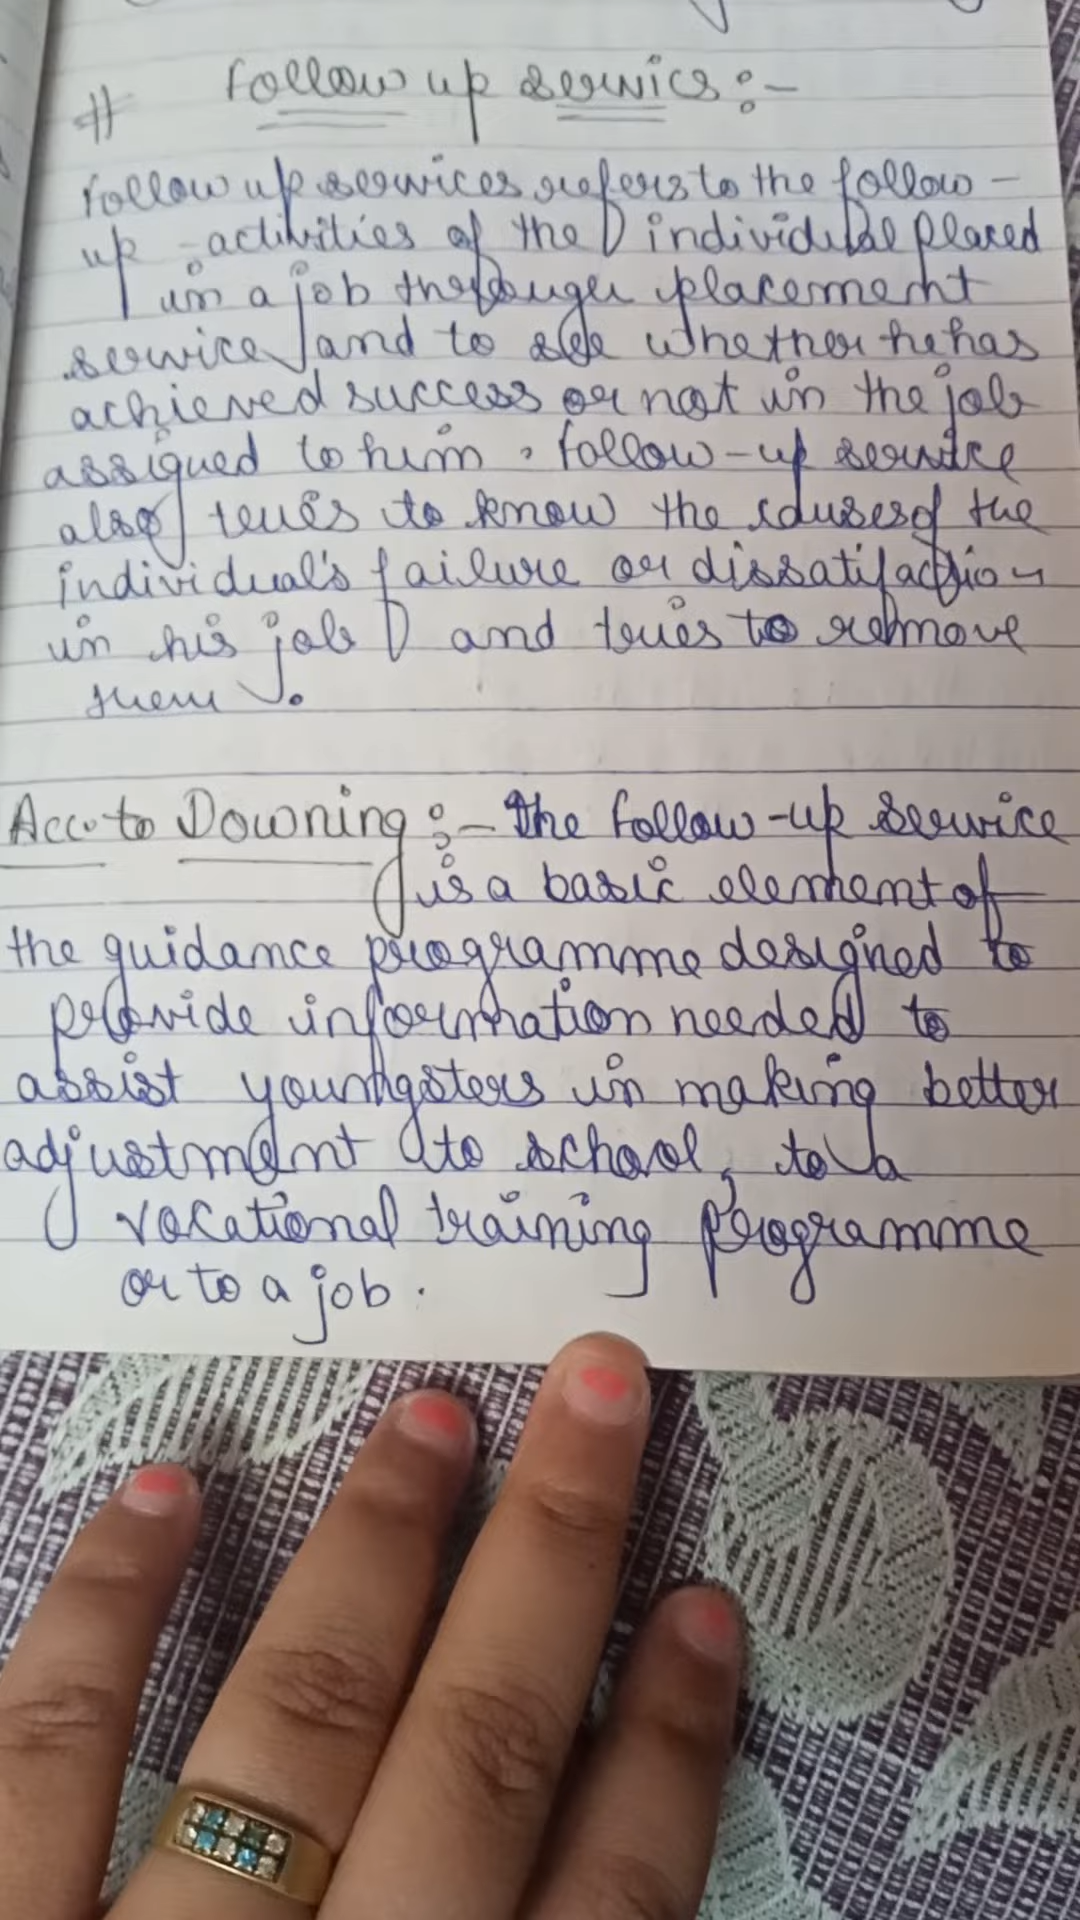 # Follow up servics :-
Follow up services refers to the follow-
up -activities of the individual placed
in a job through placement
service and to see whether he has
achieved success or not in the job
assigned to him . Follow-up service
also tries to know the causes of the
individual's failure or dissatifaction
in his job and tries to remove
them .
Acc. to Downing :- The Follow-up service
is a basic element of
the guidance programme designed to
provide information needed to
assist youngsters in making better
adjustment to school, to a
vocational training programme
or to a job .